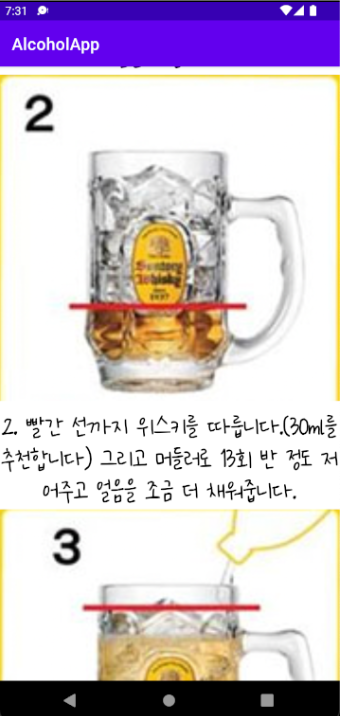 7:31
AlcoholApp
2
Suntory
Whisky
1937
2. 빨간 선까지 위스키를 따릅니다.(30ml를
추천합니다) 그리고 머들러로 13회 반 정도 저
어주고 얼음을 조금 더 채워줍니다.
3